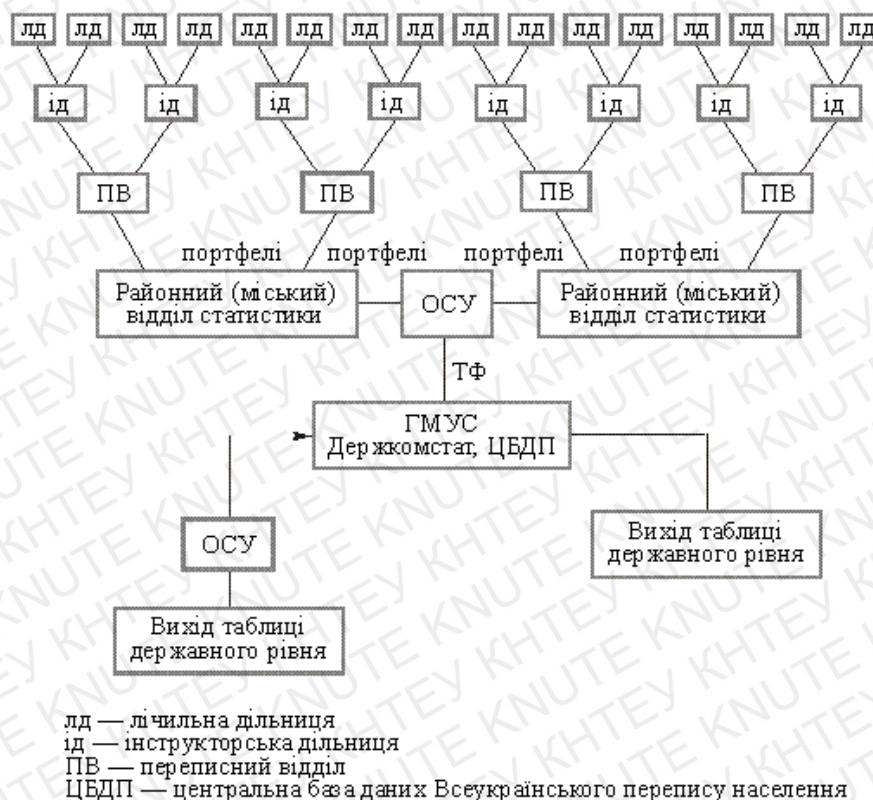 лд лд лд лд лд лд лд лд лд лд лд лд лд лд лд лд
ід ід ід ід ід ід ід ід
ПВ ПВ ПВ ПВ
портфелі портфелі портфелі портфелі
Районний (міський)
відділ статистики
ОСУ
Районний (міський)
відділ статистики
ТФ
ГМУС
Держкомстат, ЦБДП
ОСУ
Вихід таблиці
державного рівня
Вихід таблиці
державного рівня
лд — лічильна дільниця
ід — інструкторська дільниця
ПВ — переписний відділ
ЦБДП — центральна база даних Всеукраїнського перепису населення
KNUTE КНТЕУ